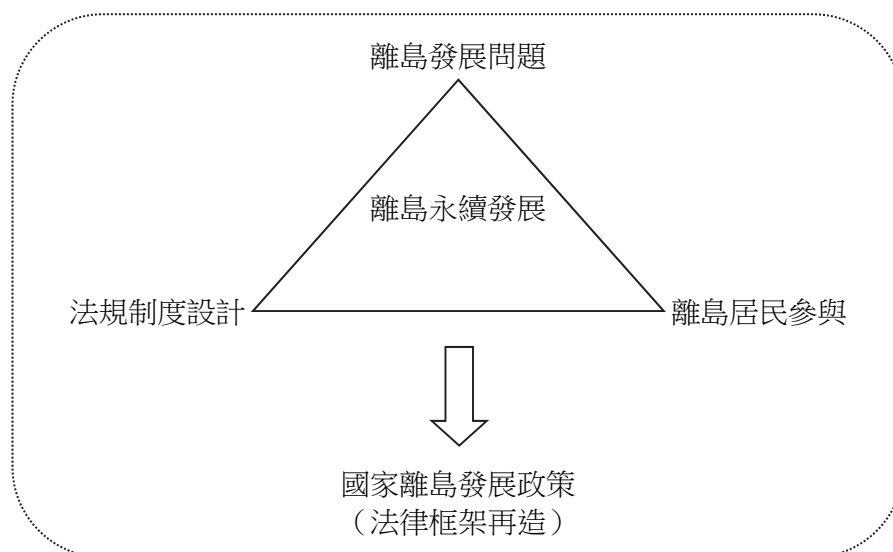 離島發展問題
離島永續發展
法規制度設計
離島居民參與
國家離島發展政策
（法律框架再造）